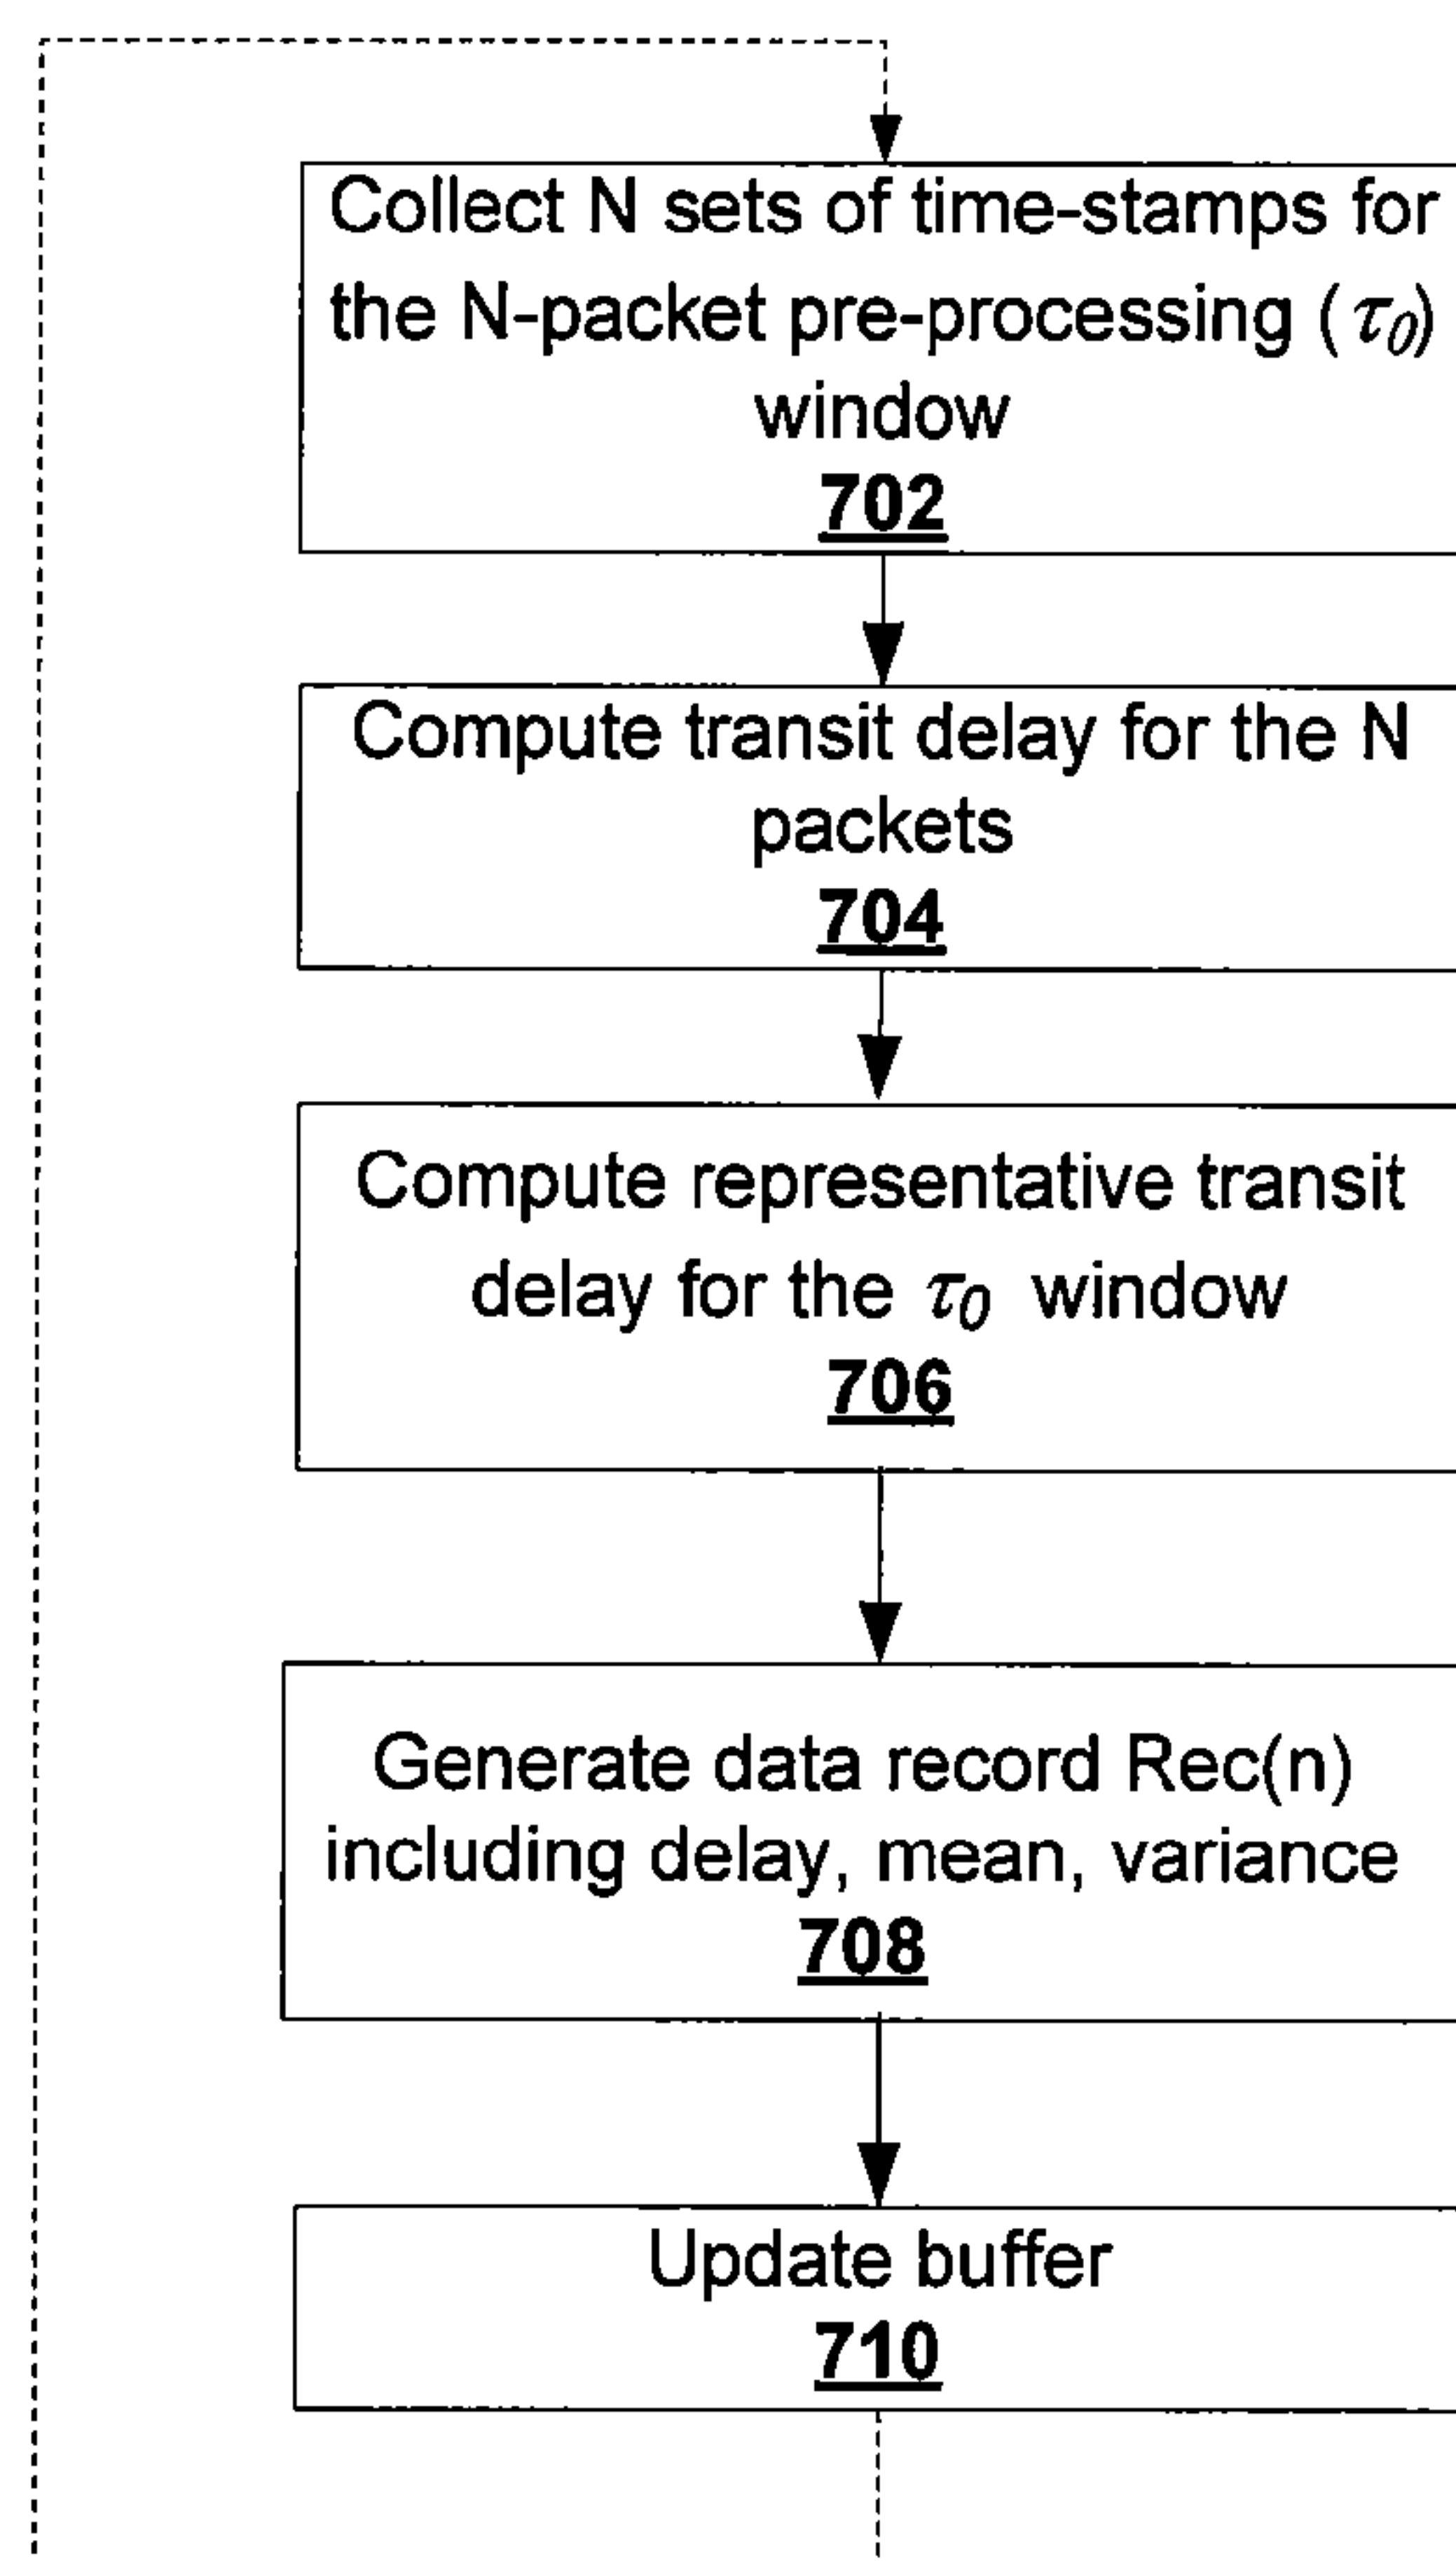 Collect N sets of time-stamps for
the N-packet pre-processing (τ0)
window
702
Compute transit delay for the N
packets
704
Compute representative transit
delay for the τ0 window
706
Generate data record Rec(n)
including delay, mean, variance
708
Update buffer
710